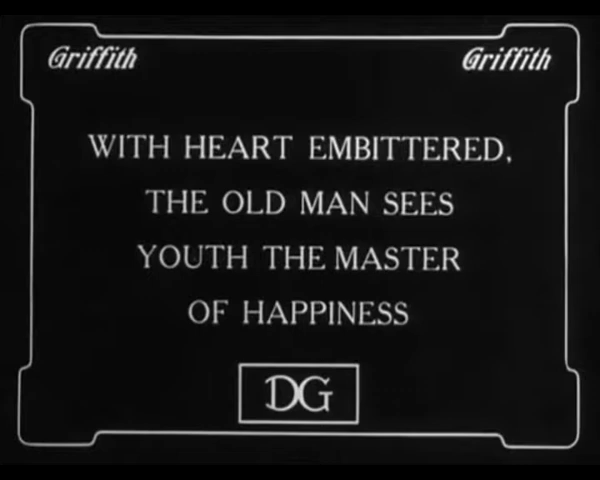 Griffith Griffith
WITH HEART EMBITTERED,
THE OLD MAN SEES
YOUTH THE MASTER
OF HAPPINESS
DG